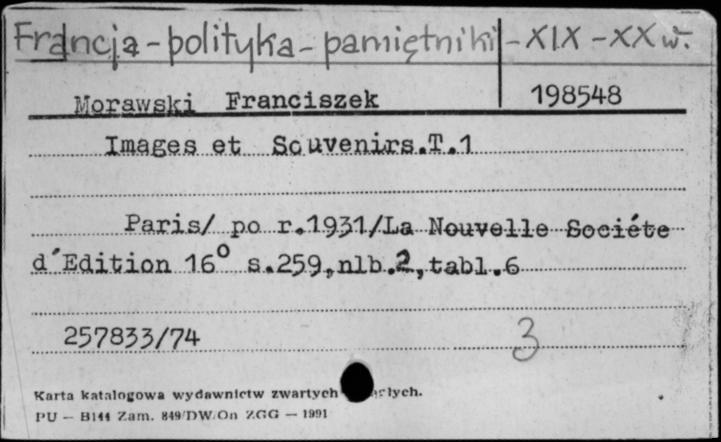 Francja - polityka - pamiętniki - XIX - XX w.
Morawski Franciszek 198548
Images et Souvenirs.T.1
Paris/ po r.1931/La Nouvelle Sociéte
d'Edition 16° s.259,nlb.2,tabl.6
257833/74 3
Karta katalogowa wydawnictw zwartych
PU — B144 Zam. 849/DW/On ZGG — 1991